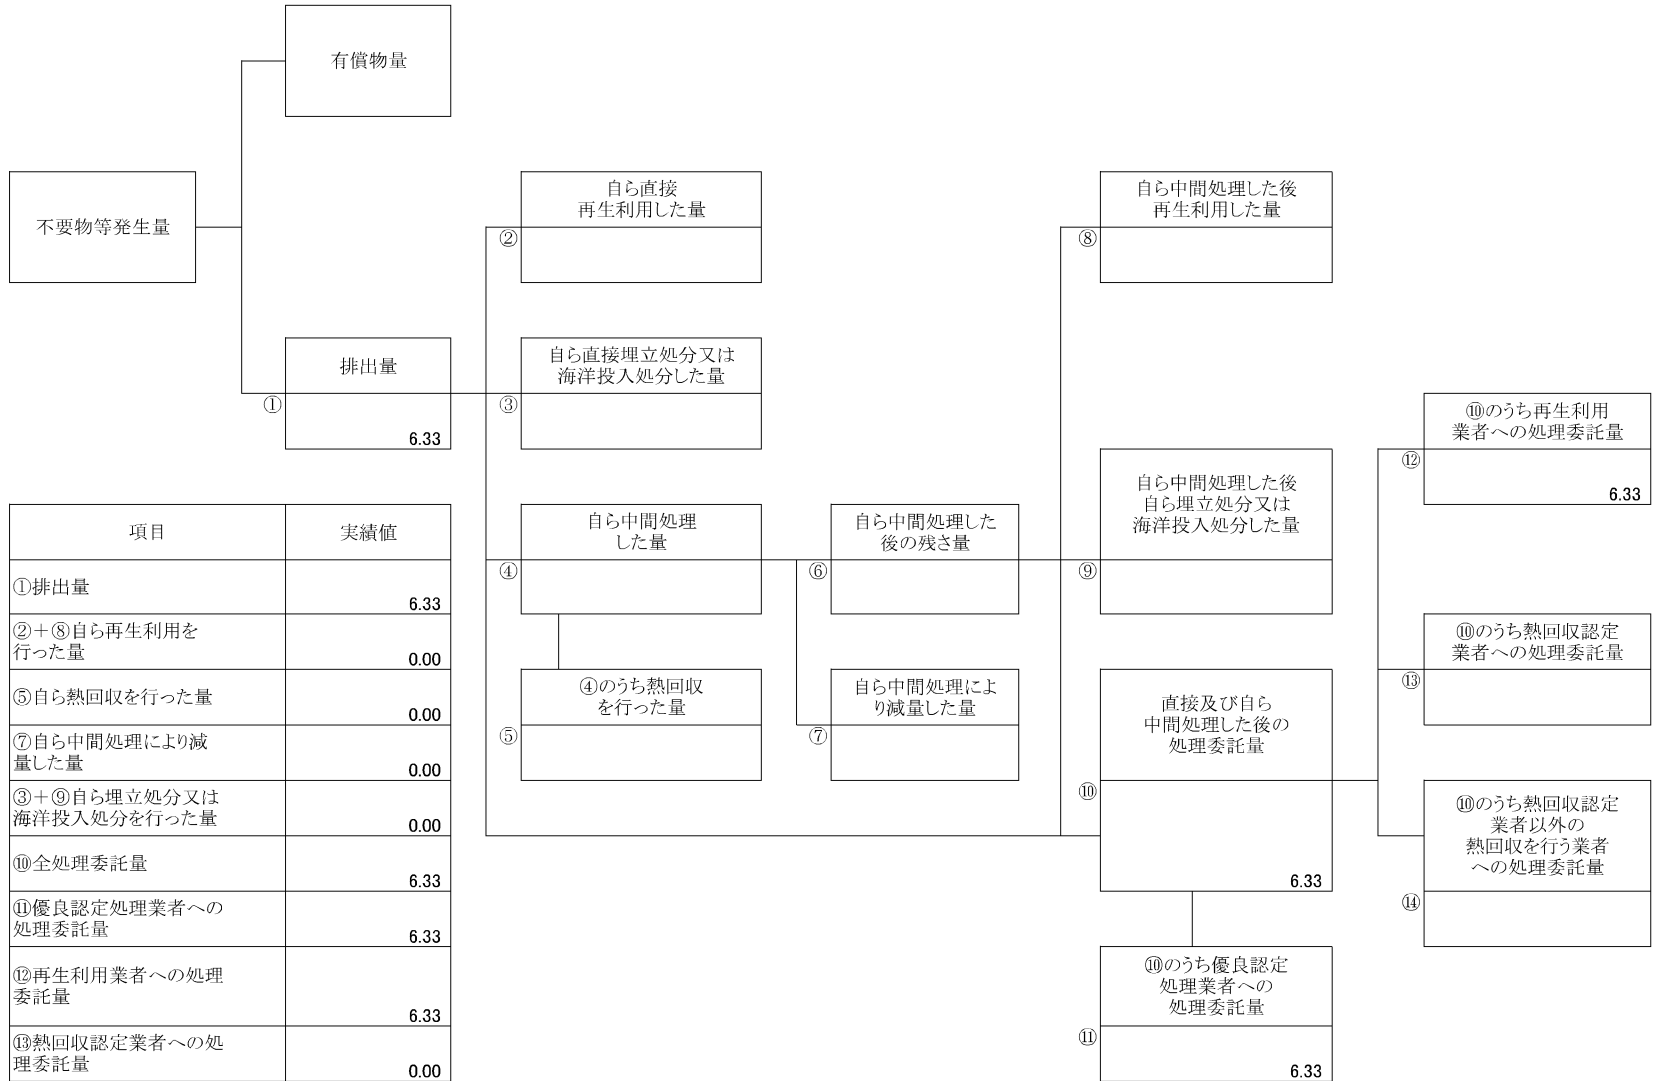 有償物量
不要物等発生量
排出量
①
6.33
自ら直接
再生利用した量
②
自ら直接埋立処分又は
海洋投入処分した量
③
自ら中間処理
した量
④
④のうち熱回収
を行った量
⑤
自ら中間処理した
後の残さ量
⑥
自ら中間処理によ
り減量した量
⑦
自ら中間処理した後
再生利用した量
⑧
自ら中間処理した後
自ら埋立処分又は
海洋投入処分した量
⑨
直接及び自ら
中間処理した後の
処理委託量
⑩
6.33
⑩のうち優良認定
処理業者への
処理委託量
⑪
6.33
⑩のうち再生利用
業者への処理委託量
⑫
6.33
⑩のうち熱回収認定
業者への処理委託量
⑬
⑩のうち熱回収認定
業者以外の
熱回収を行う業者
への処理委託量
⑭
項目 実績値
①排出量
6.33
②+⑧自ら再生利用を
行った量
0.00
⑤自ら熱回収を行った量
0.00
⑦自ら中間処理により減
量した量
0.00
③+⑨自ら埋立処分又は
海洋投入処分を行った量
0.00
⑩全処理委託量
6.33
⑪優良認定処理業者への
処理委託量
6.33
⑫再生利用業者への処理
委託量
6.33
⑬熱回収認定業者への処
理委託量
0.00